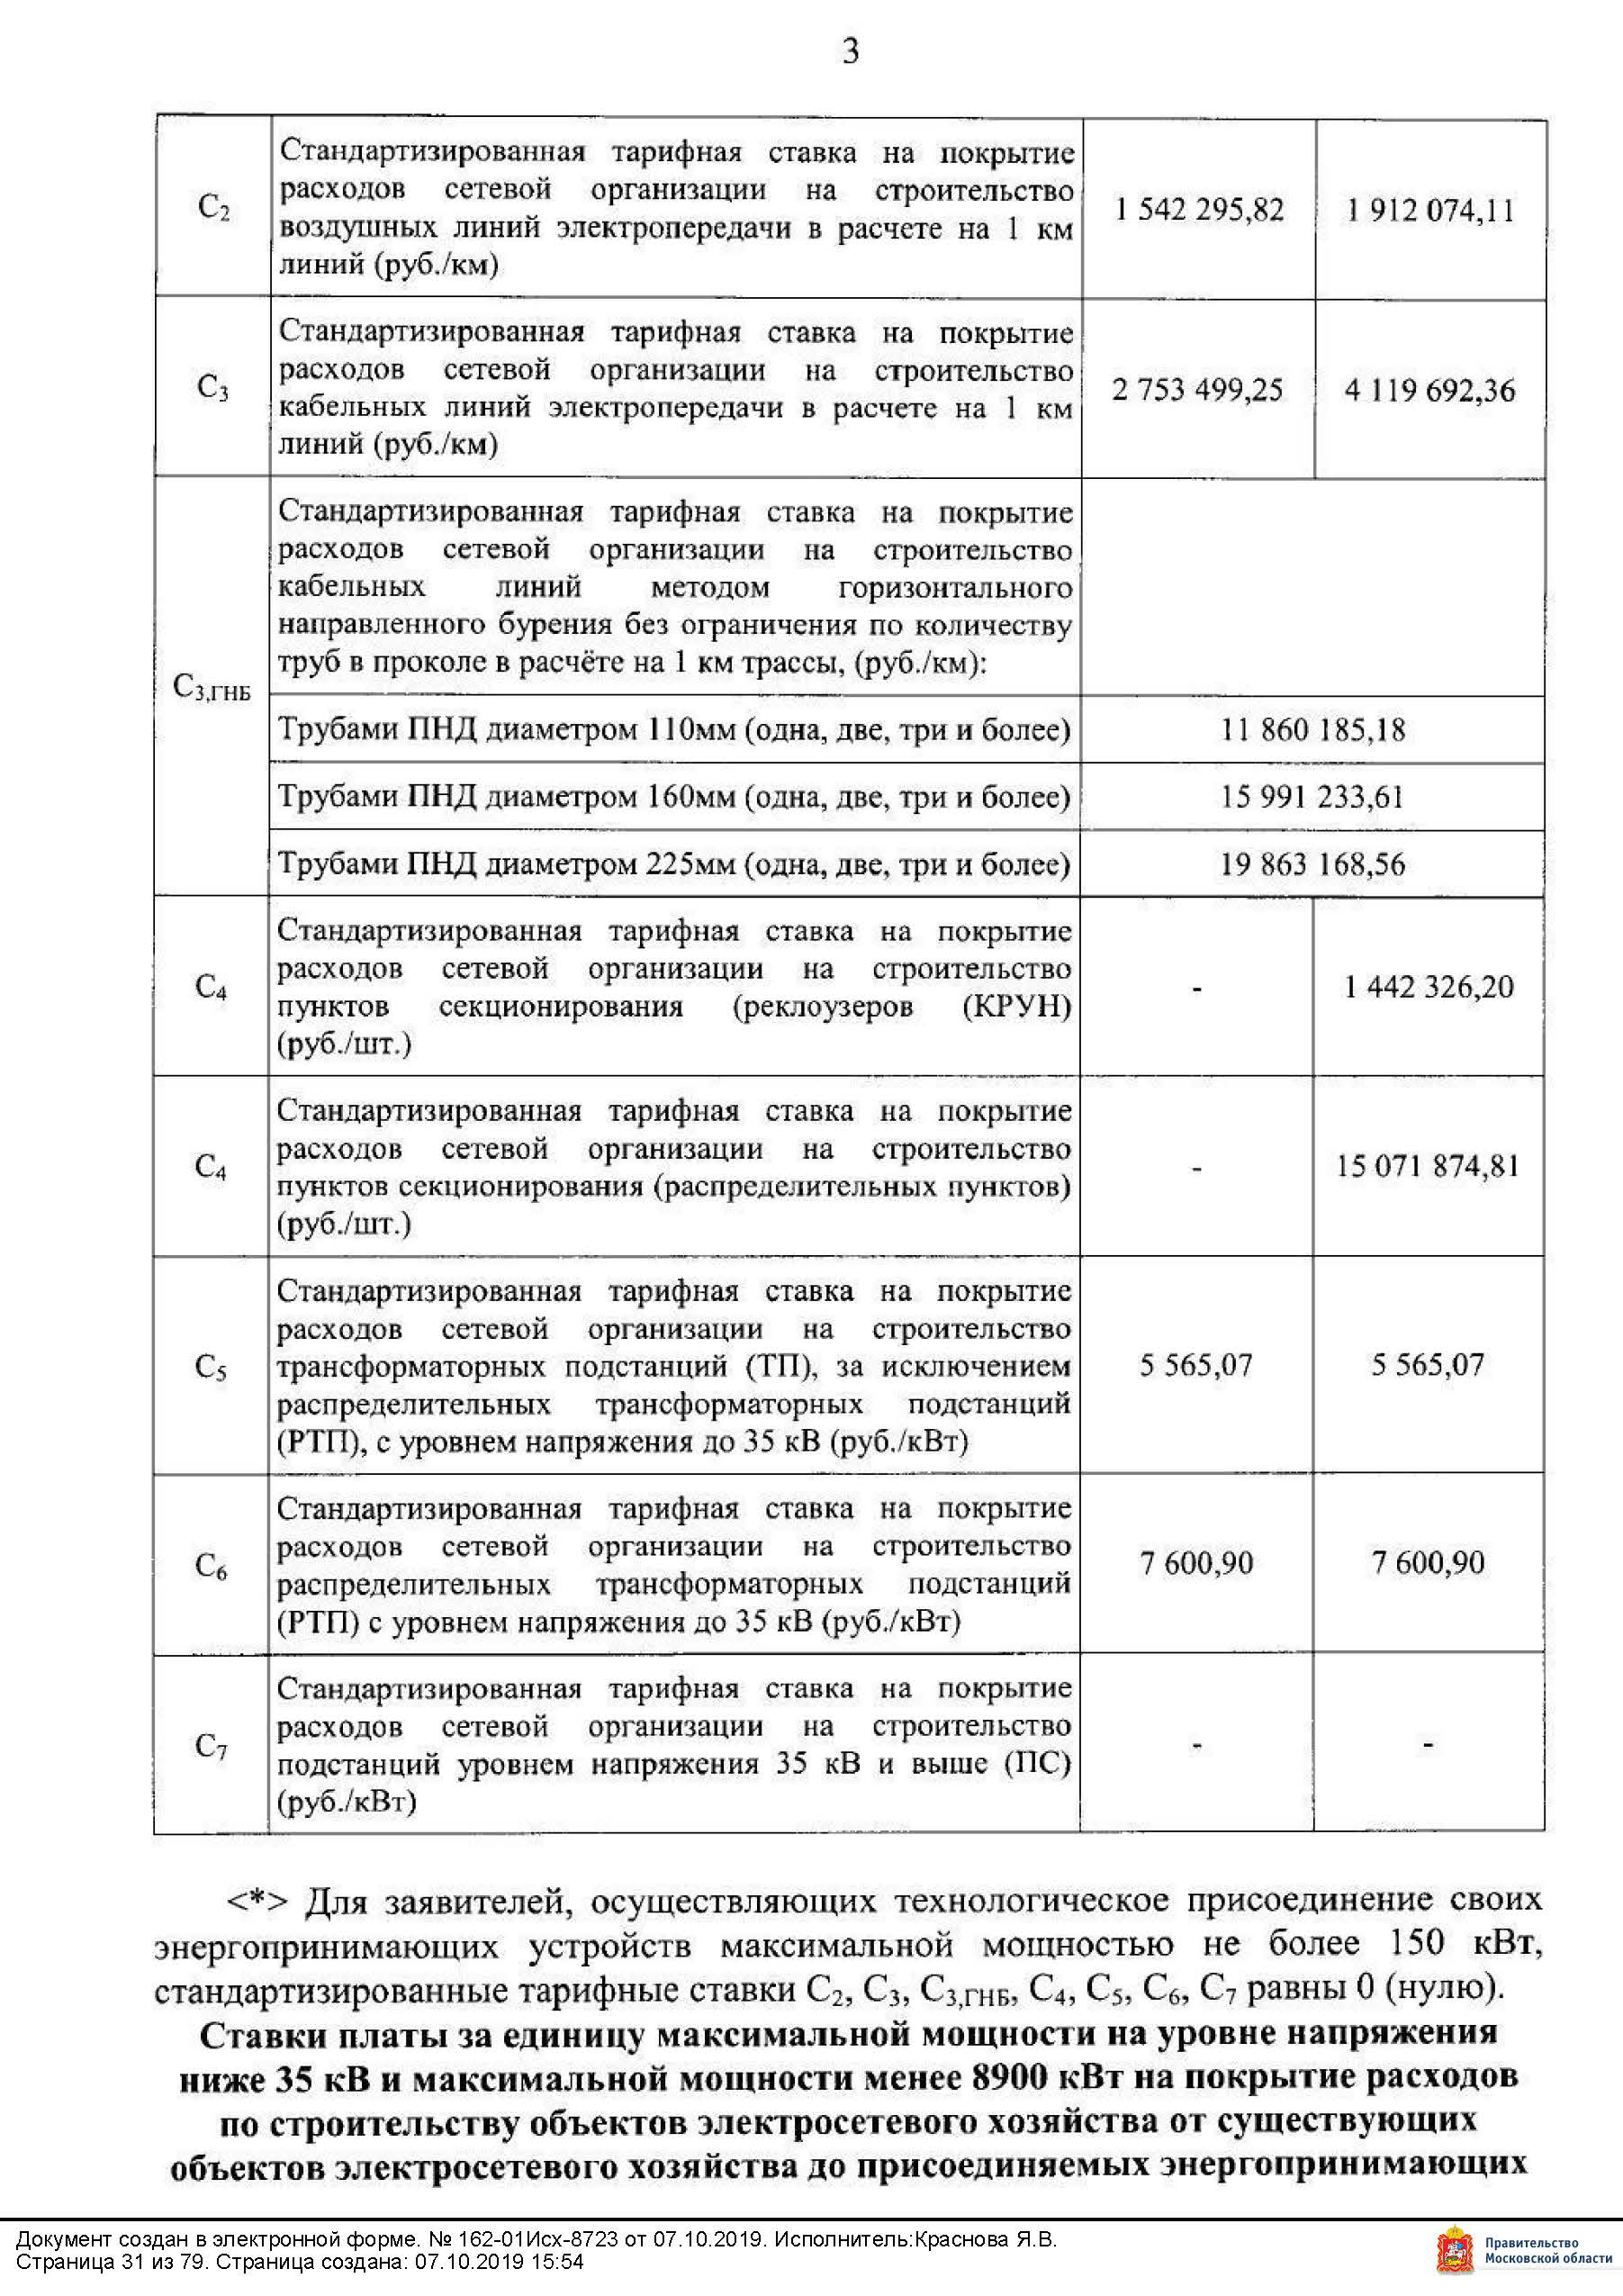 3
С2
Стандартизированная тарифная ставка на покрытие
расходов сетевой организации на строительство
воздушных линий электропередачи в расчете на 1 км
линий (руб./км)
1 542 295,82
1 912 074,11
С3
Стандартизированная тарифная ставка на покрытие
расходов сетевой организации на строительство
кабельных линий электропередачи в расчете на 1 км
линий (руб./км)
2 753 499,25
4 119 692,36
С3,ГНБ
Стандартизированная тарифная ставка на покрытие
расходов сетевой организации на строительство
кабельных линий методом горизонтального
направленного бурения без ограничения по количеству
труб в проколе в расчёте на 1 км трассы, (руб./км):
Трубами ПНД диаметром 110мм (одна, две, три и более)
11 860 185,18
Трубами ПНД диаметром 160мм (одна, две, три и более)
15 991 233,61
Трубами ПНД диаметром 225мм (одна, две, три и более)
19 863 168,56
С4
Стандартизированная тарифная ставка на покрытие
расходов сетевой организации на строительство
пунктов секционирования (реклоузеров (КРУН)
(руб./шт.)
-
1 442 326,20
С4
Стандартизированная тарифная ставка на покрытие
расходов сетевой организации на строительство
пунктов секционирования (распределительных пунктов)
(руб./шт.)
-
15 071 874,81
С5
Стандартизированная тарифная ставка на покрытие
расходов сетевой организации на строительство
трансформаторных подстанций (ТП), за исключением
распределительных трансформаторных подстанций
(РТП), с уровнем напряжения до 35 кВ (руб./кВт)
5 565,07
5 565,07
С6
Стандартизированная тарифная ставка на покрытие
расходов сетевой организации на строительство
распределительных трансформаторных подстанций
(РТП) с уровнем напряжения до 35 кВ (руб./кВт)
7 600,90
7 600,90
С7
Стандартизированная тарифная ставка на покрытие
расходов сетевой организации на строительство
подстанций уровнем напряжения 35 кВ и выше (ПС)
(руб./кВт)
-
-
<*> Для заявителей, осуществляющих технологическое присоединение своих
энергопринимающих устройств максимальной мощностью не более 150 кВт,
стандартизированные тарифные ставки С2, С3, С3,ГНБ, С4, С5, С6, С7 равны 0 (нулю).
Ставки платы за единицу максимальной мощности на уровне напряжения
ниже 35 кВ и максимальной мощности менее 8900 кВт на покрытие расходов
по строительству объектов электросетевого хозяйства от существующих
объектов электросетевого хозяйства до присоединяемых энергопринимающих
Документ создан в электронной форме. № 162-01Исх-8723 от 07.10.2019. Исполнитель:Краснова Я.В.
Страница 31 из 79. Страница создана: 07.10.2019 15:54
Правительство
Московской области